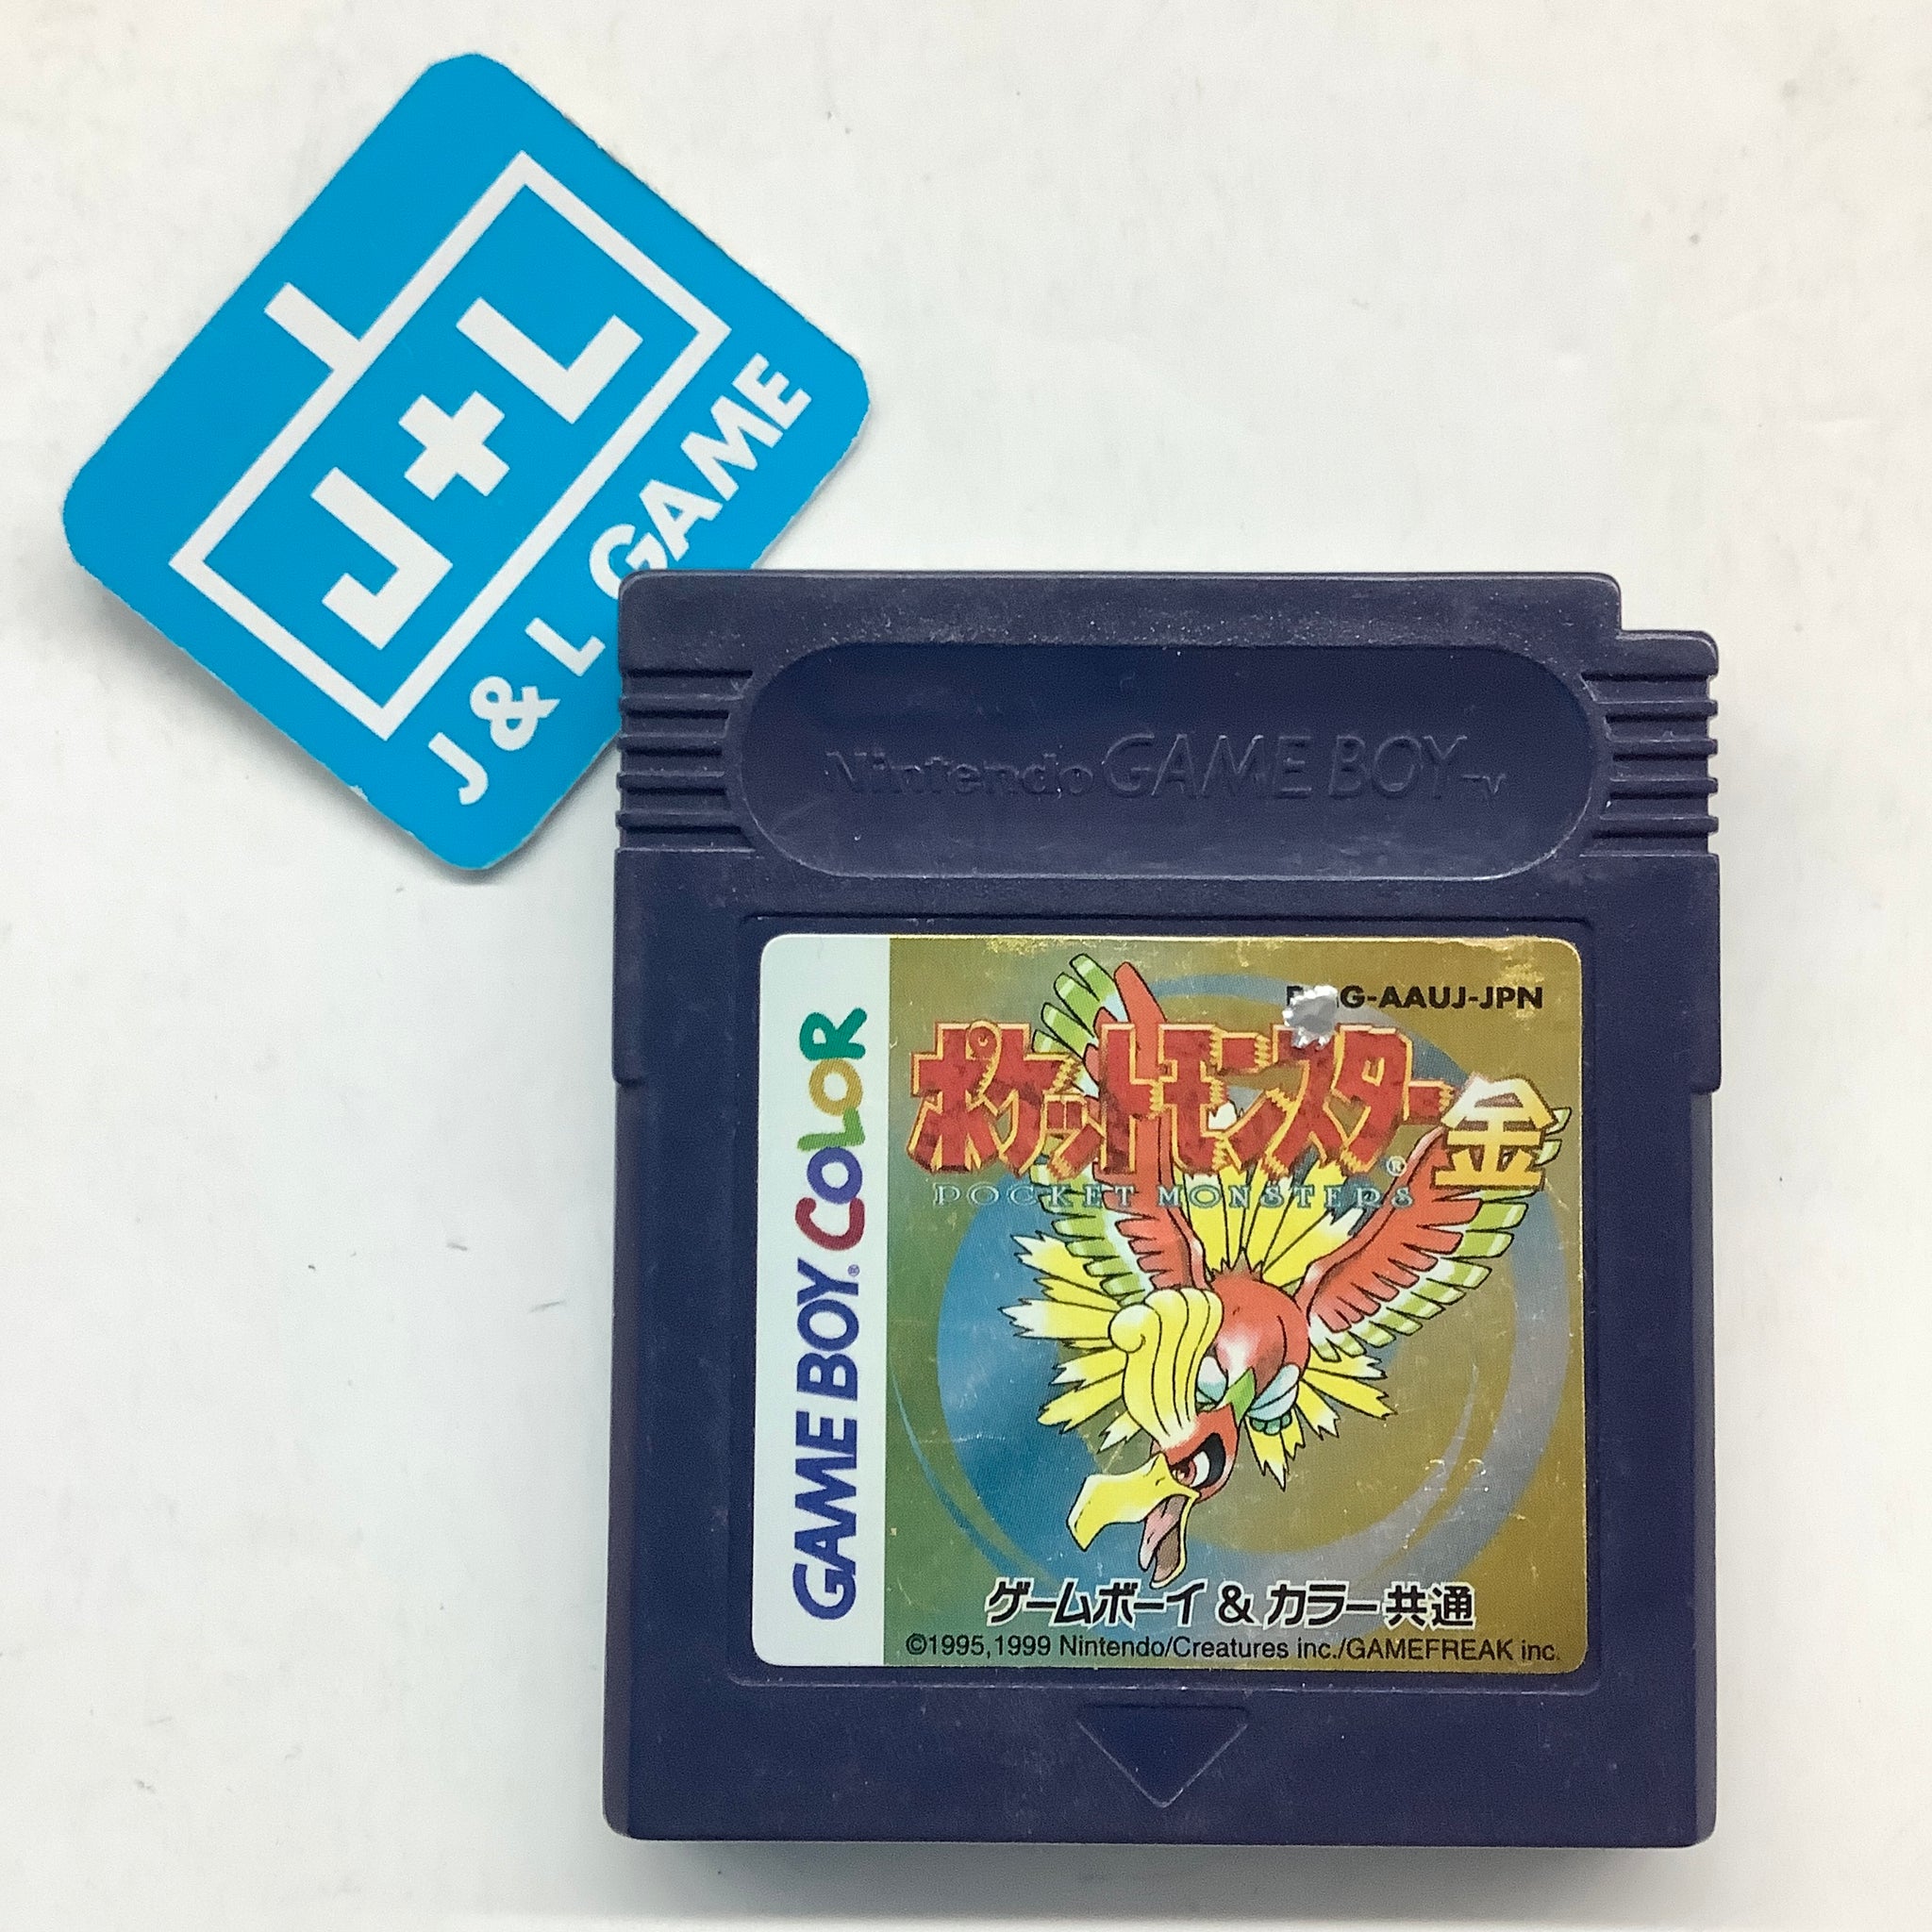 J+L
J & L GAME
Nintendo GAME BOY TM
GAME BOY® COLOR
G-AAUJ-JPN
ポケットモンスター® 金
POCKET MONSTERS
ゲームボーイ & カラー共通
©1995,1999 Nintendo/Creatures inc./GAMEFREAK inc.